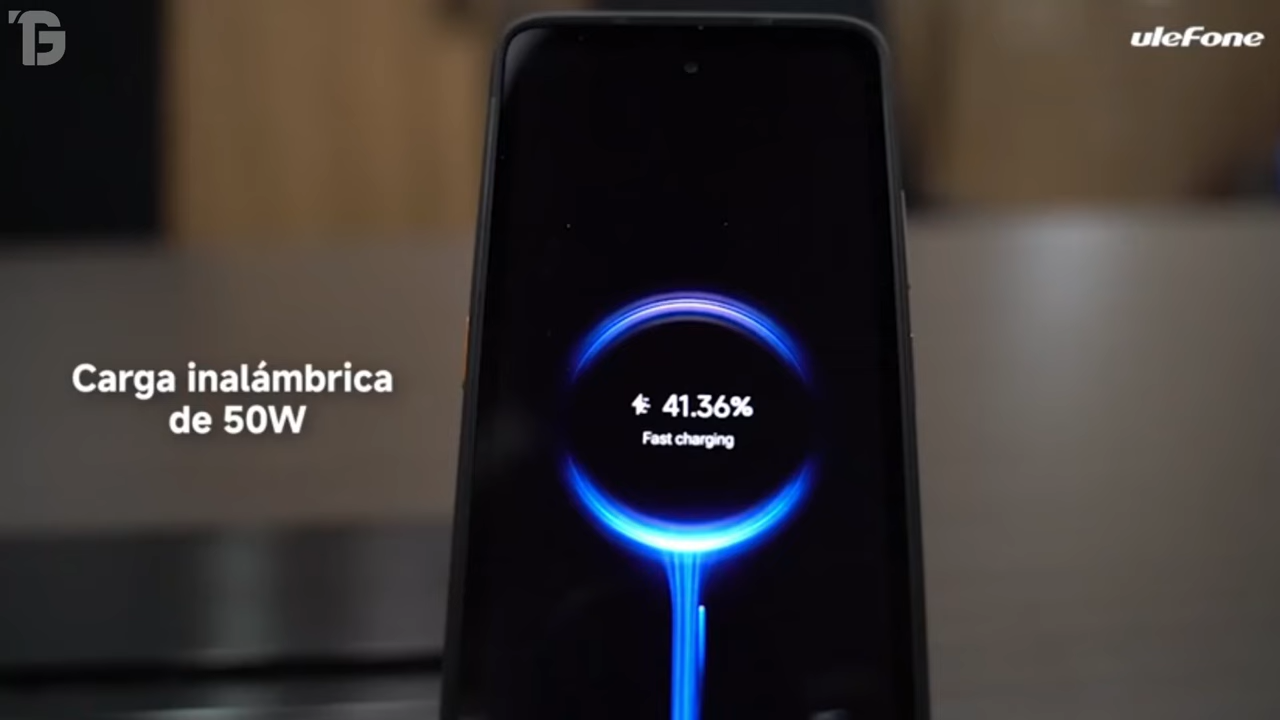 TG
uleFone
Carga inalámbrica
de 50W
41.36%
Fast charging